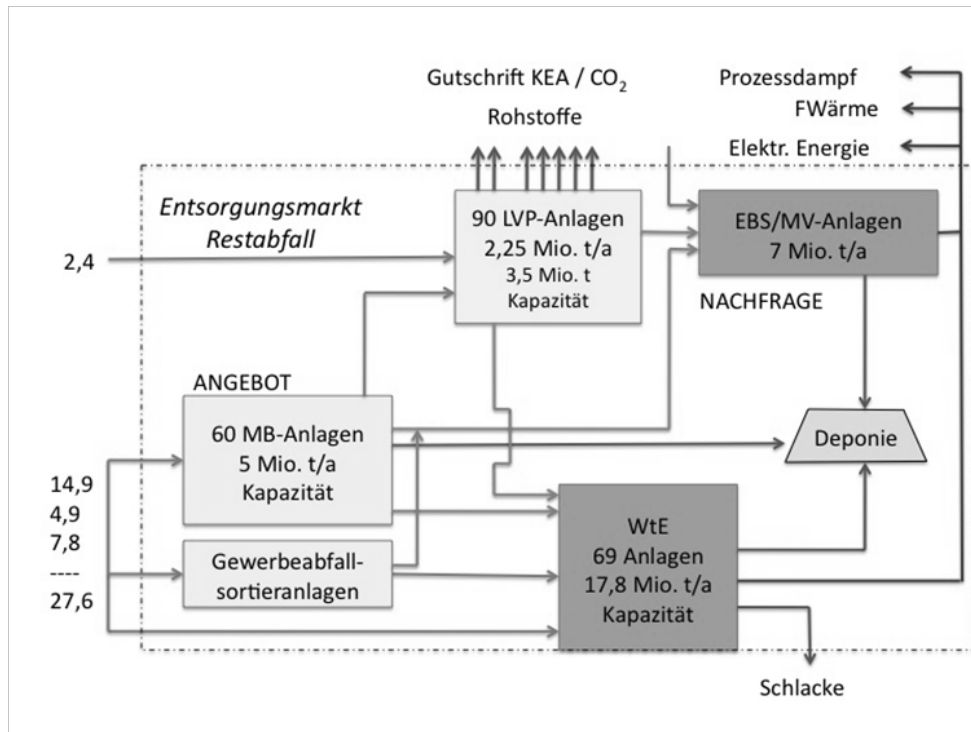 Gutschrift KEA / CO₂
Rohstoffe
Prozessdampf
FWärme
Elektr. Energie
Entsorgungsmarkt
Restabfall
2,4
90 LVP-Anlagen
2,25 Mio. t/a
3,5 Mio. t
Kapazität
EBS/MV-Anlagen
7 Mio. t/a
NACHFRAGE
ANGEBOT
60 MB-Anlagen
5 Mio. t/a
Kapazität
Deponie
14,9
4,9
7,8
----
27,6
Gewerbeabfall-
sortieranlagen
WtE
69 Anlagen
17,8 Mio. t/a
Kapazität
Schlacke